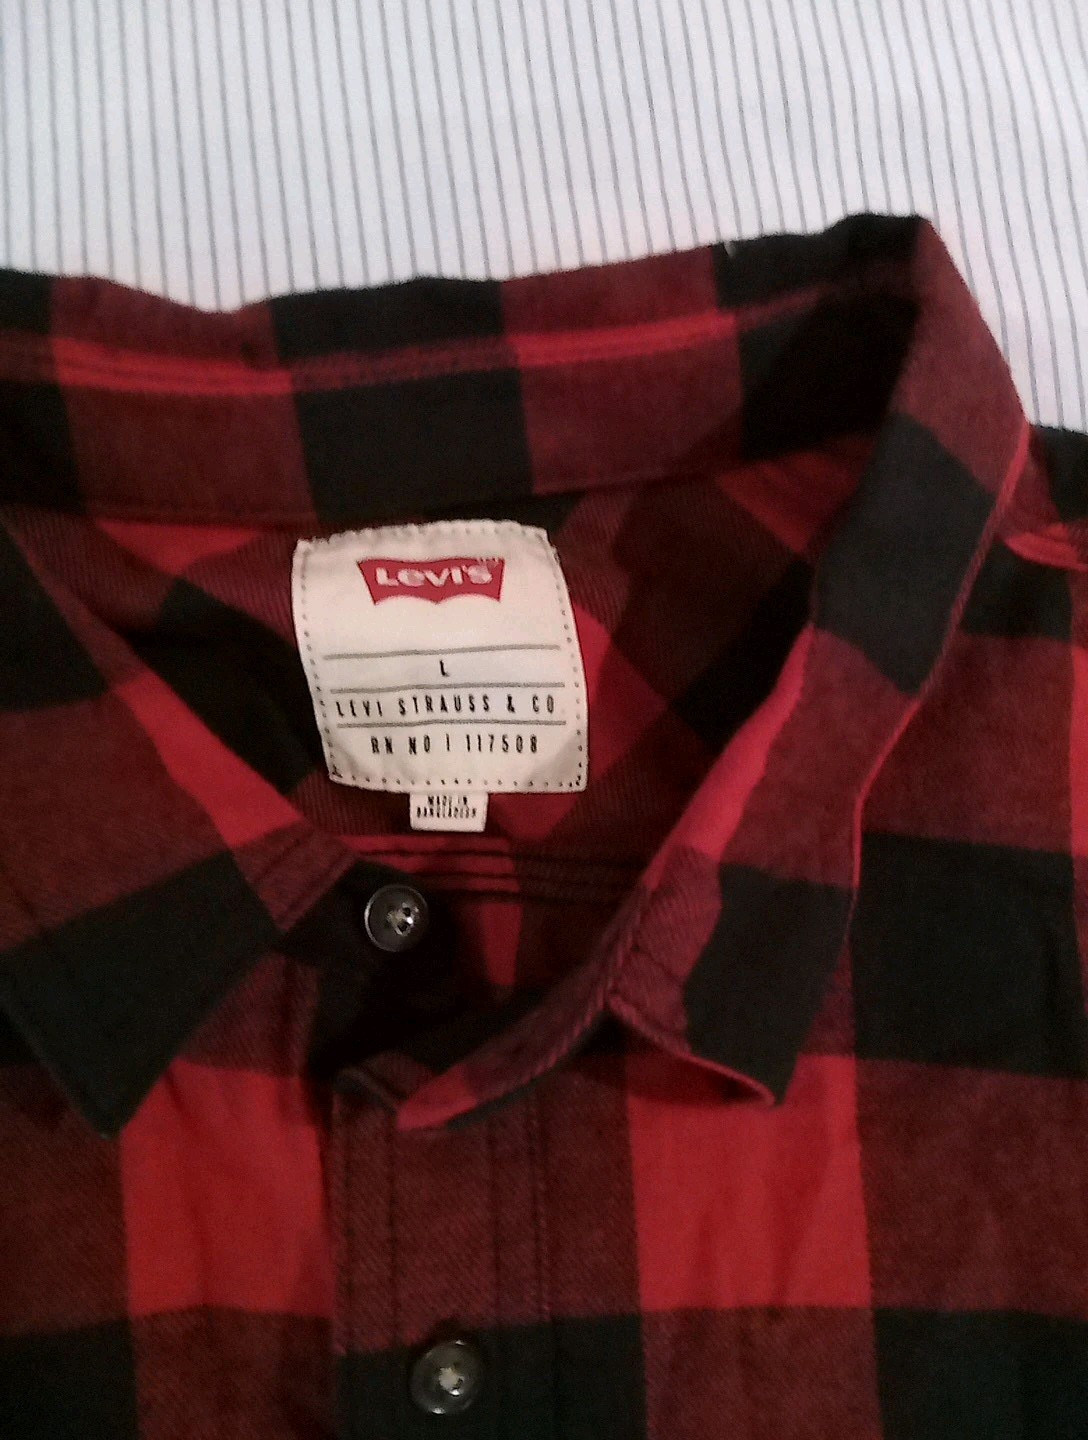 Levi's
L
LEVI STRAUSS & CO.
RN NO | 117508
MADE IN
BANGLADESH